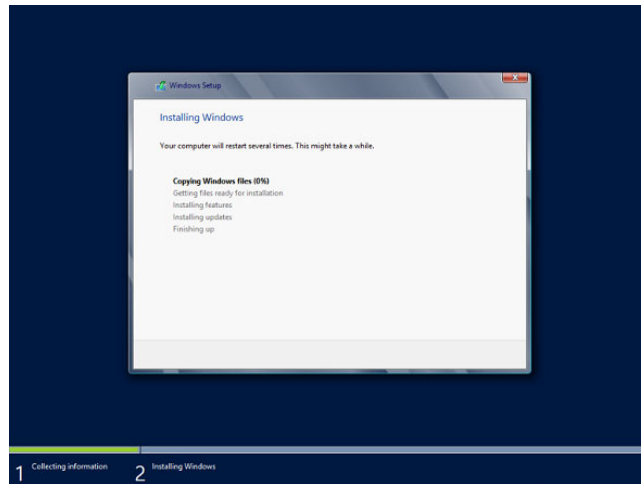 Windows Setup
Installing Windows
Your computer will restart several times. This might take a while.
Copying Windows files (0%)
Getting files ready for installation
Installing features
Installing updates
Finishing up
1 Collecting information
2 Installing Windows